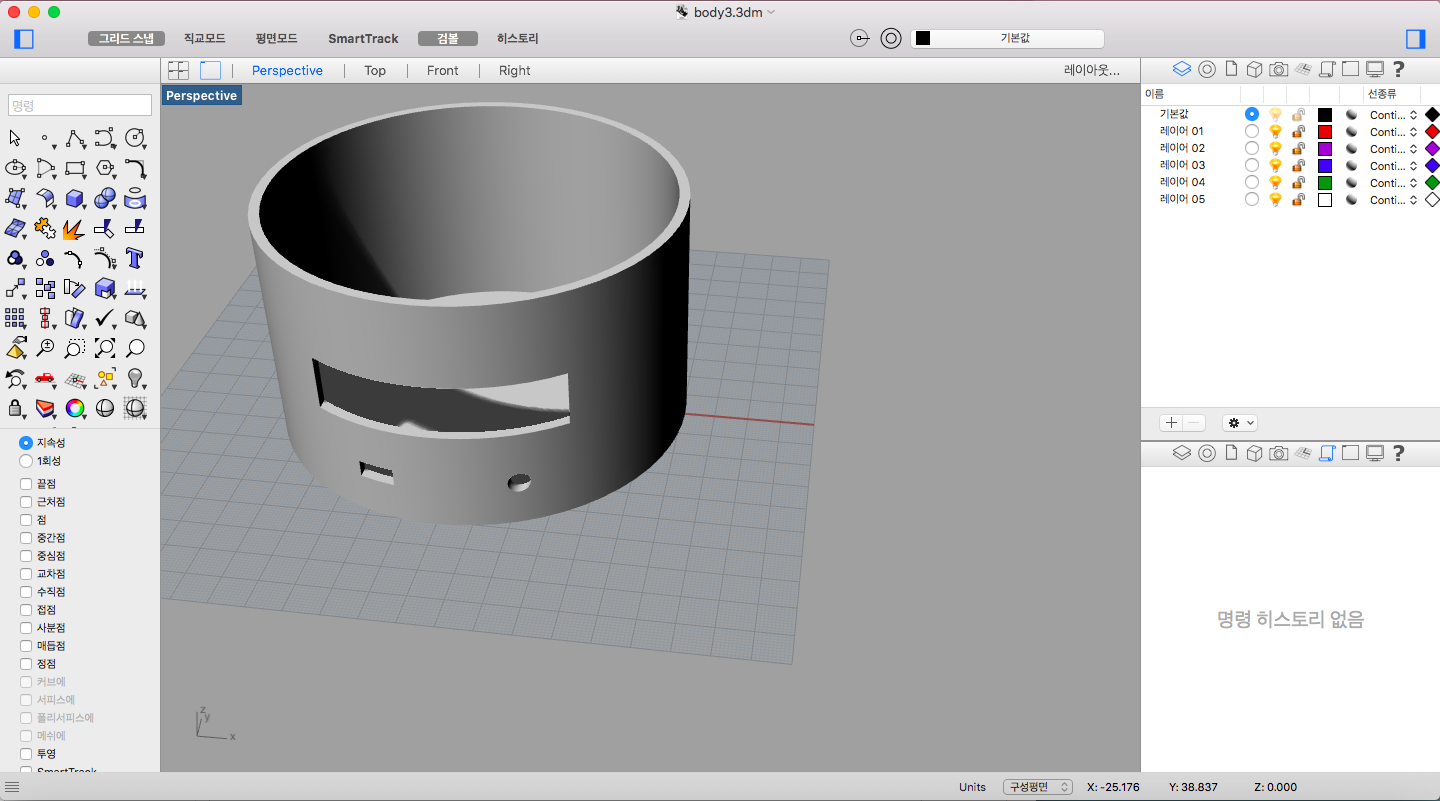 body3.3dm
그리드 스냅 직교모드 평면모드 SmartTrack 검볼 히스토리 기본값
Perspective Top Front Right 레이아웃...
Perspective
명령
지속성
1회성
끝점
근처점
점
중간점
중심점
교차점
수직점
접점
사분점
매듭점
정점
커브에
서피스에
폴리서피스에
메쉬에
투영
SmartTrack
z
y
x
이름 선종류
기본값 Conti...
레이어 01 Conti...
레이어 02 Conti...
레이어 03 Conti...
레이어 04 Conti...
레이어 05 Conti...
명령 히스토리 없음
Units 구성평면 X: -25.176 Y: 38.837 Z: 0.000